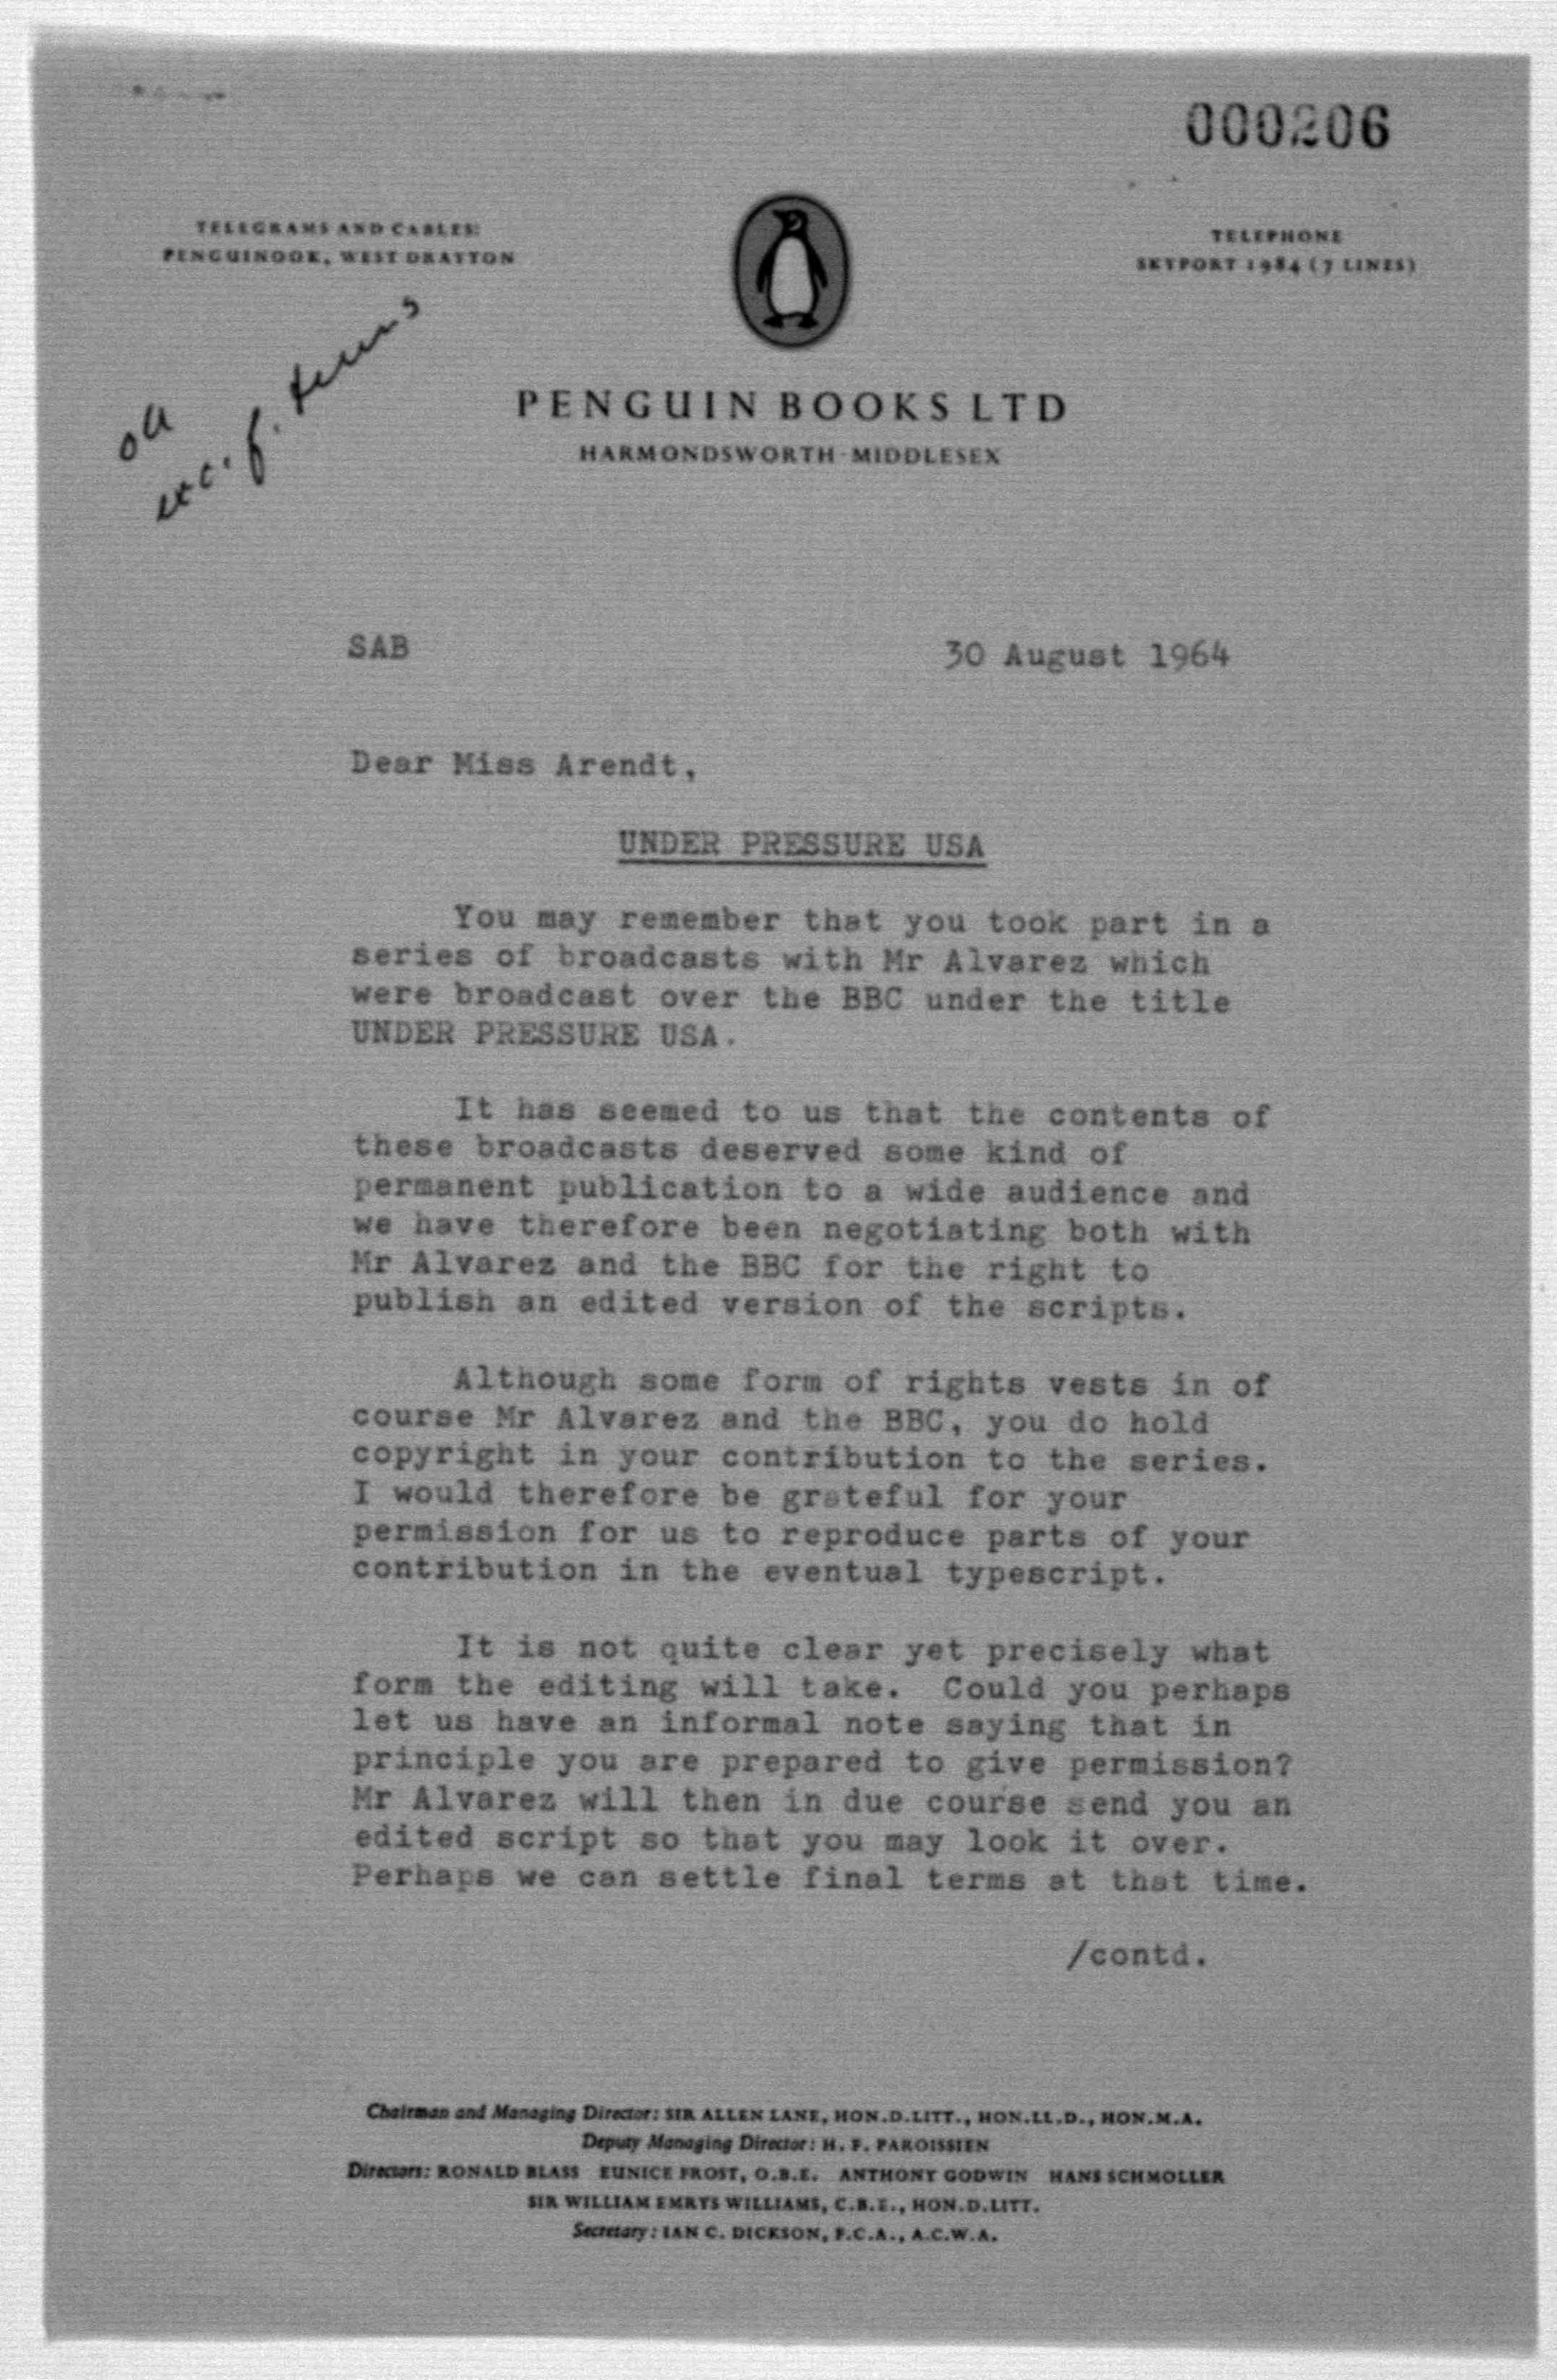 000206
TELEGRAMS AND CABLES:
PENGUINOOK, WEST DRAYTON
TELEPHONE
SKYPORT 1984 (7 LINES)
terms
PENGUIN BOOKS LTD
HARMONDSWORTH · MIDDLESEX
SAB
30 August 1964
Dear Miss Arendt,
UNDER PRESSURE USA
You may remember that you took part in a
series of broadcasts with Mr Alvarez which
were broadcast over the BBC under the title
UNDER PRESSURE USA.
It has seemed to us that the contents of
these broadcasts deserved some kind of
permanent publication to a wide audience and
we have therefore been negotiating both with
Mr Alvarez and the BBC for the right to
publish an edited version of the scripts.
Although some form of rights vests in of
course Mr Alvarez and the BBC, you do hold
copyright in your contribution to the series.
I would therefore be grateful for your
permission for us to reproduce parts of your
contribution in the eventual typescript.
It is not quite clear yet precisely what
form the editing will take. Could you perhaps
let us have an informal note saying that in
principle you are prepared to give permission?
Mr Alvarez will then in due course send you an
edited script so that you may look it over.
Perhaps we can settle final terms at that time.
/contd.
Chairman and Managing Director: SIR ALLEN LANE, HON.D.LITT., HON.LL.D., HON.M.A.
Deputy Managing Director: H. F. PAROISSIEN
Directors: RONALD BLASS EUNICE FROST, O.B.E. ANTHONY GODWIN HANS SCHMOLLER
SIR WILLIAM EMRYS WILLIAMS, C.B.E., HON.D.LITT.
Secretary: IAN C. DICKSON, F.C.A., A.C.W.A.